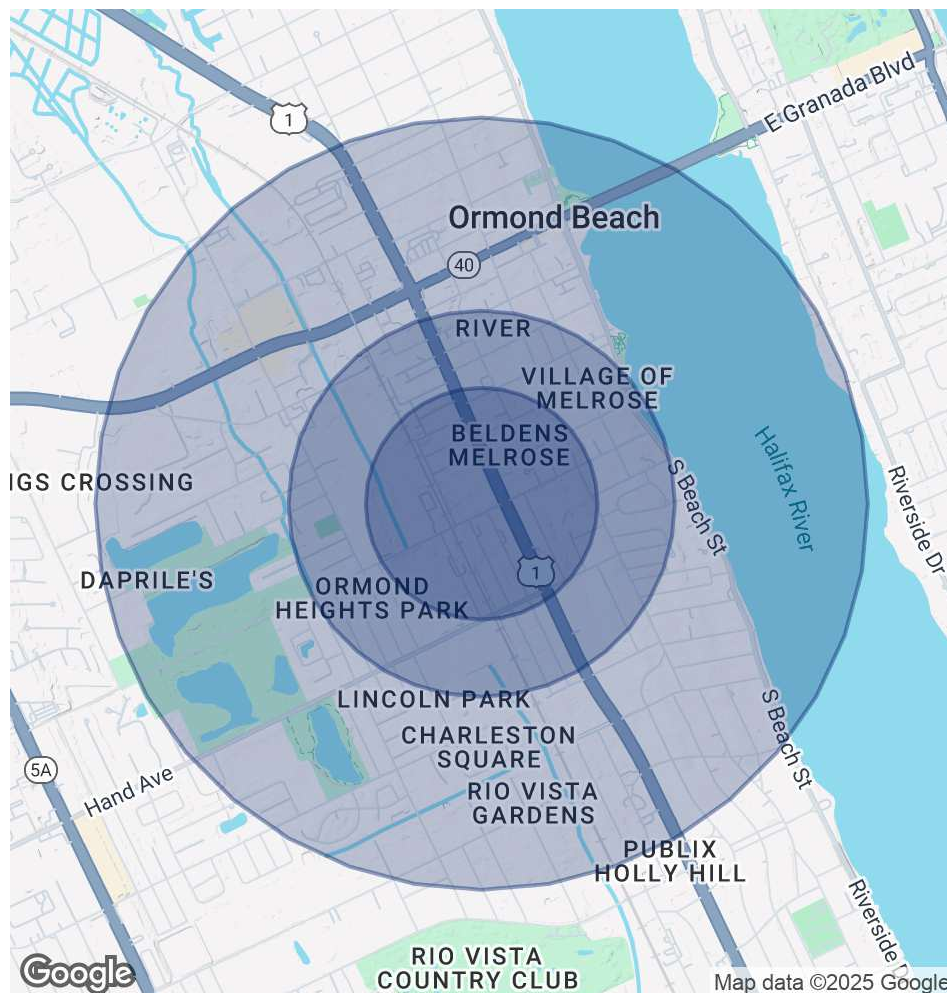 E Granada Blvd
1
Ormond Beach
40
RIVER
VILLAGE OF
MELROSE
BELDENS
MELROSE
IGS CROSSING
Halifax River
S Beach St
Riverside Dr
DAPRILE'S
ORMOND
HEIGHTS PARK
1
LINCOLN PARK
CHARLESTON
SQUARE
S Beach St
5A
Hand Ave
RIO VISTA
GARDENS
PUBLIX
HOLLY HILL
Riverside D
RIO VISTA
COUNTRY CLUB
Google
Map data ©2025 Google